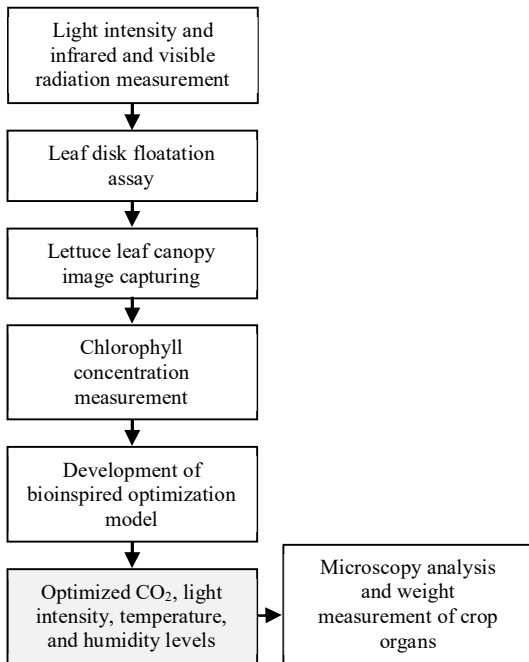 Light intensity and
infrared and visible
radiation measurement
Leaf disk floatation
assay
Lettuce leaf canopy
image capturing
Chlorophyll
concentration
measurement
Development of
bioinspired optimization
model
Optimized CO₂, light
intensity, temperature,
and humidity levels
Microscopy analysis
and weight
measurement of crop
organs